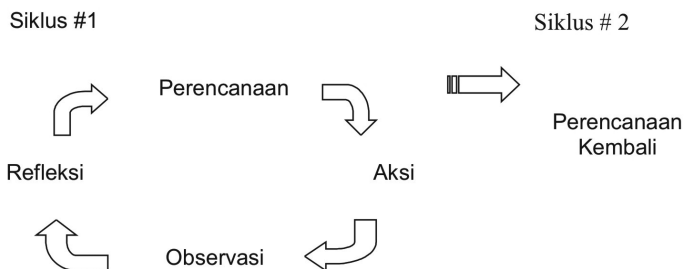 Siklus #1
Siklus # 2
Perencanaan
Perencanaan
Kembali
Refleksi
Aksi
Observasi